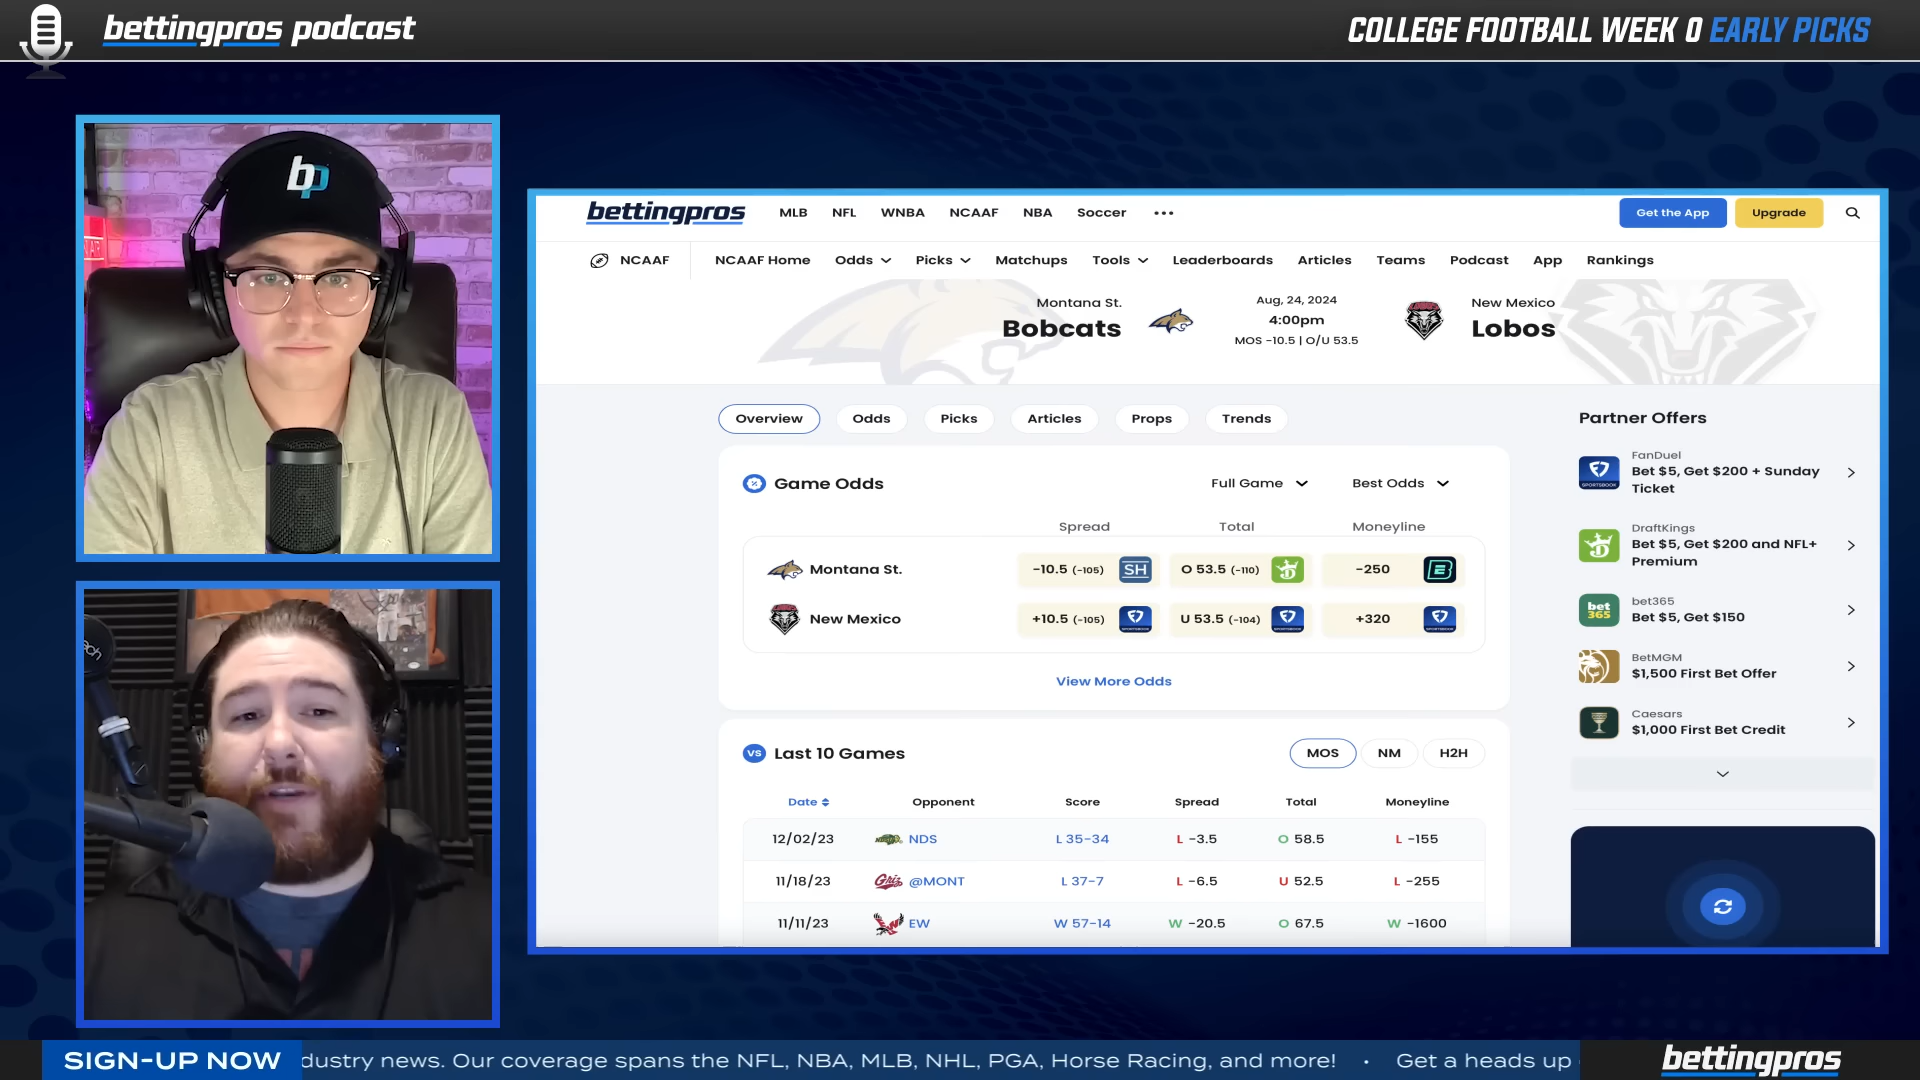 bettingpros podcast
COLLEGE FOOTBALL WEEK 0 EARLY PICKS
bp
bettingpros
MLB NFL WNBA NCAAF NBA Soccer
Get the App
Upgrade
NCAAF
NCAAF Home Odds Picks Matchups Tools Leaderboards Articles Teams Podcast App Rankings
Montana St.
Bobcats
Aug, 24, 2024
4:00pm
MOS -10.5 | O/U 53.5
New Mexico
Lobos
Overview Odds Picks Articles Props Trends
Game Odds
Full Game
Best Odds
Spread Total Moneyline
Montana St. -10.5 (-105) SH O 53.5 (-110) -250
New Mexico +10.5 (-105) U 53.5 (-104) +320
View More Odds
VS Last 10 Games
MOS NM H2H
Date Opponent Score Spread Total Moneyline
12/02/23 NDS L 35-34 L -3.5 O 58.5 L -155
11/18/23 Griz @MONT L 37-7 L -6.5 U 52.5 L -255
11/11/23 EW W 57-14 W -20.5 O 67.5 W -1600
Partner Offers
FanDuel
Bet $5, Get $200 + Sunday
Ticket
SPORTSBOOK
DraftKings
Bet $5, Get $200 and NFL+
Premium
bet365
bet365
Bet $5, Get $150
BetMGM
$1,500 First Bet Offer
Caesars
$1,000 First Bet Credit
SIGN-UP NOW
dustry news. Our coverage spans the NFL, NBA, MLB, NHL, PGA, Horse Racing, and more! • Get a heads up
bettingpros